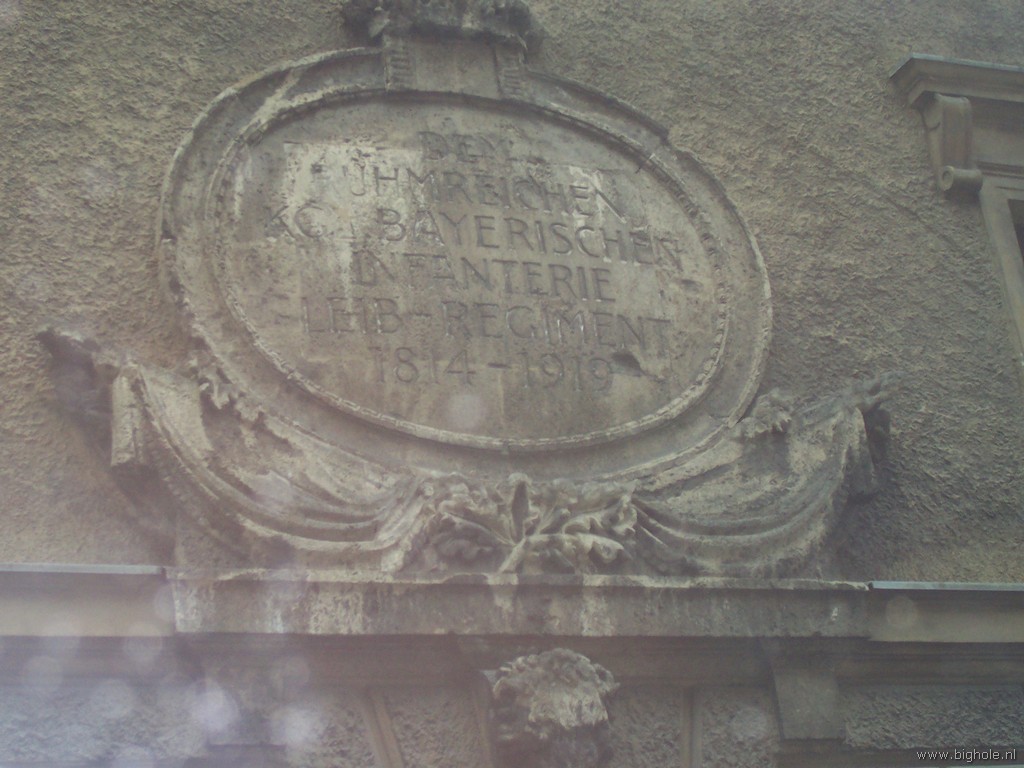 DEM
RUHMREICHEN
KGL BAYERISCHEN
INFANTERIE
LEIB-REGIMENT
1814-1919
www.bighole.nl